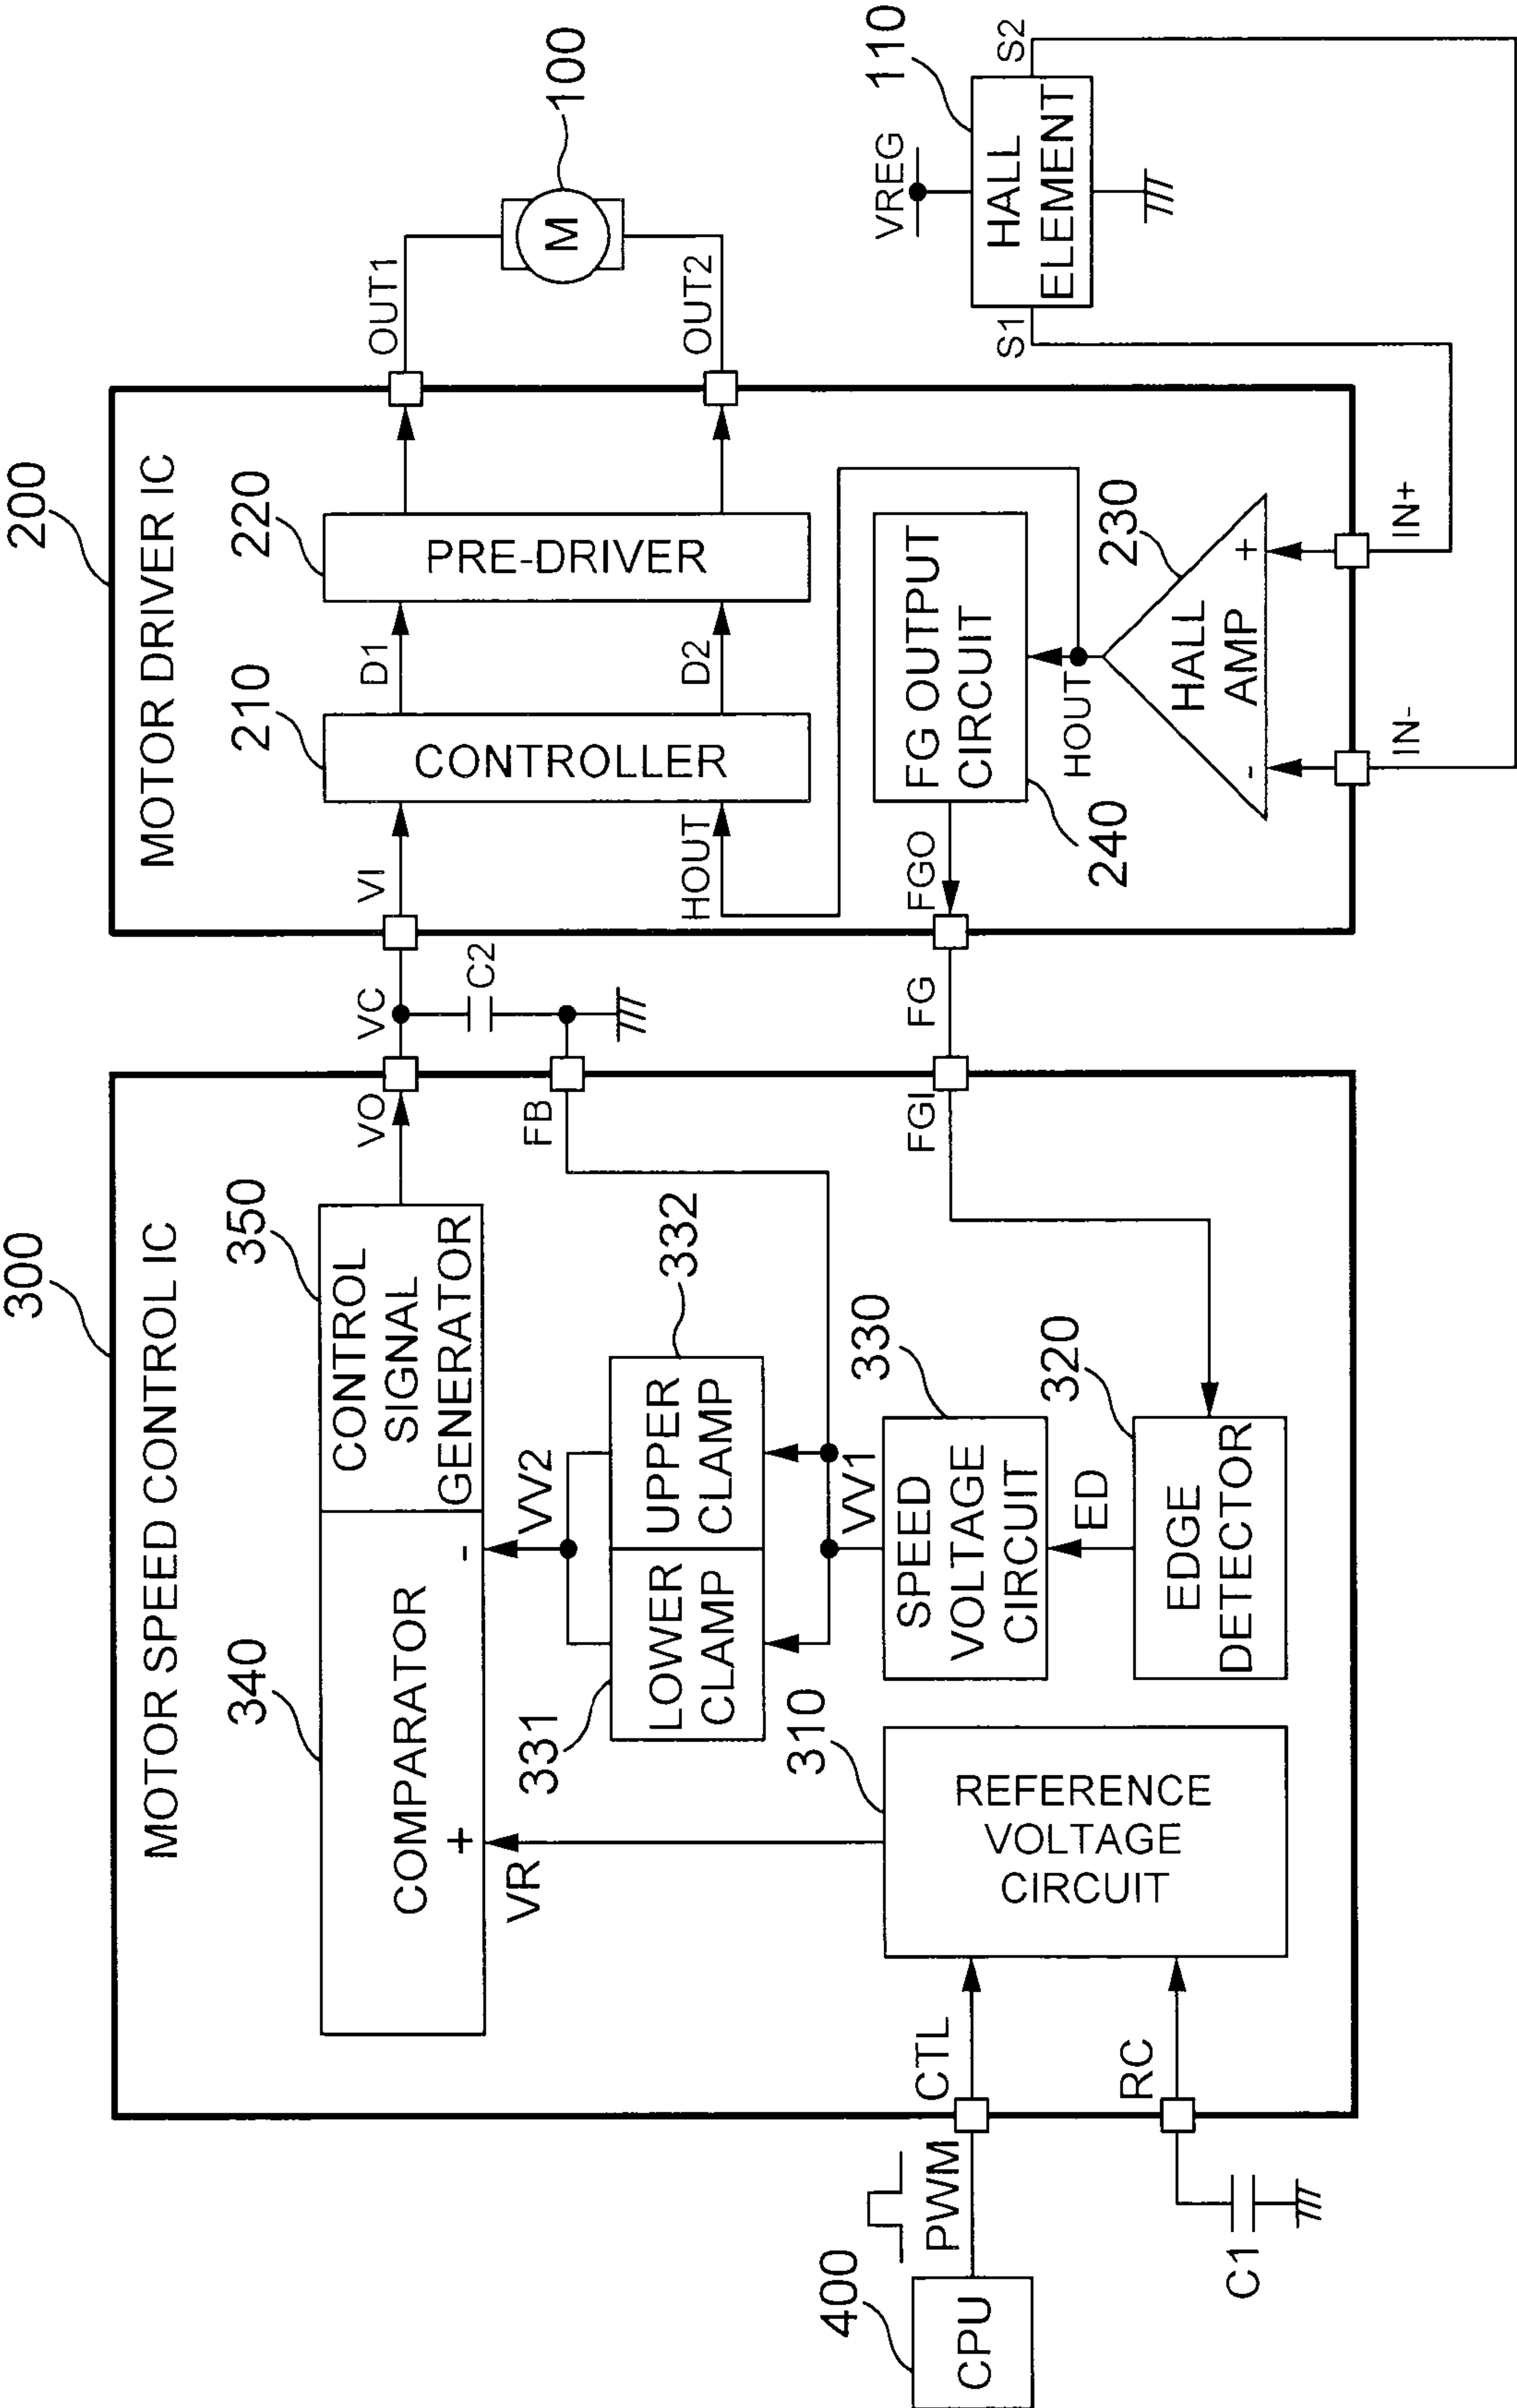 300
MOTOR SPEED CONTROL IC
340
COMPARATOR
+
-
350
CONTROL
SIGNAL
GENERATOR
VO
VR
VV2
331
LOWER
CLAMP
332
UPPER
CLAMP
FB
VV1
310
REFERENCE
VOLTAGE
CIRCUIT
330
SPEED
VOLTAGE
CIRCUIT
ED
320
EDGE
DETECTOR
FGI
CTL
RC
400
CPU
PWM
C1
VC
C2
FG
200
MOTOR DRIVER IC
VI
210
CONTROLLER
HOUT
D1
D2
220
PRE-DRIVER
FGO
FG OUTPUT
CIRCUIT
240
HOUT
230
HALL
AMP
-
+
IN-
IN+
OUT1
OUT2
M
100
VREG
110
HALL
ELEMENT
S1
S2